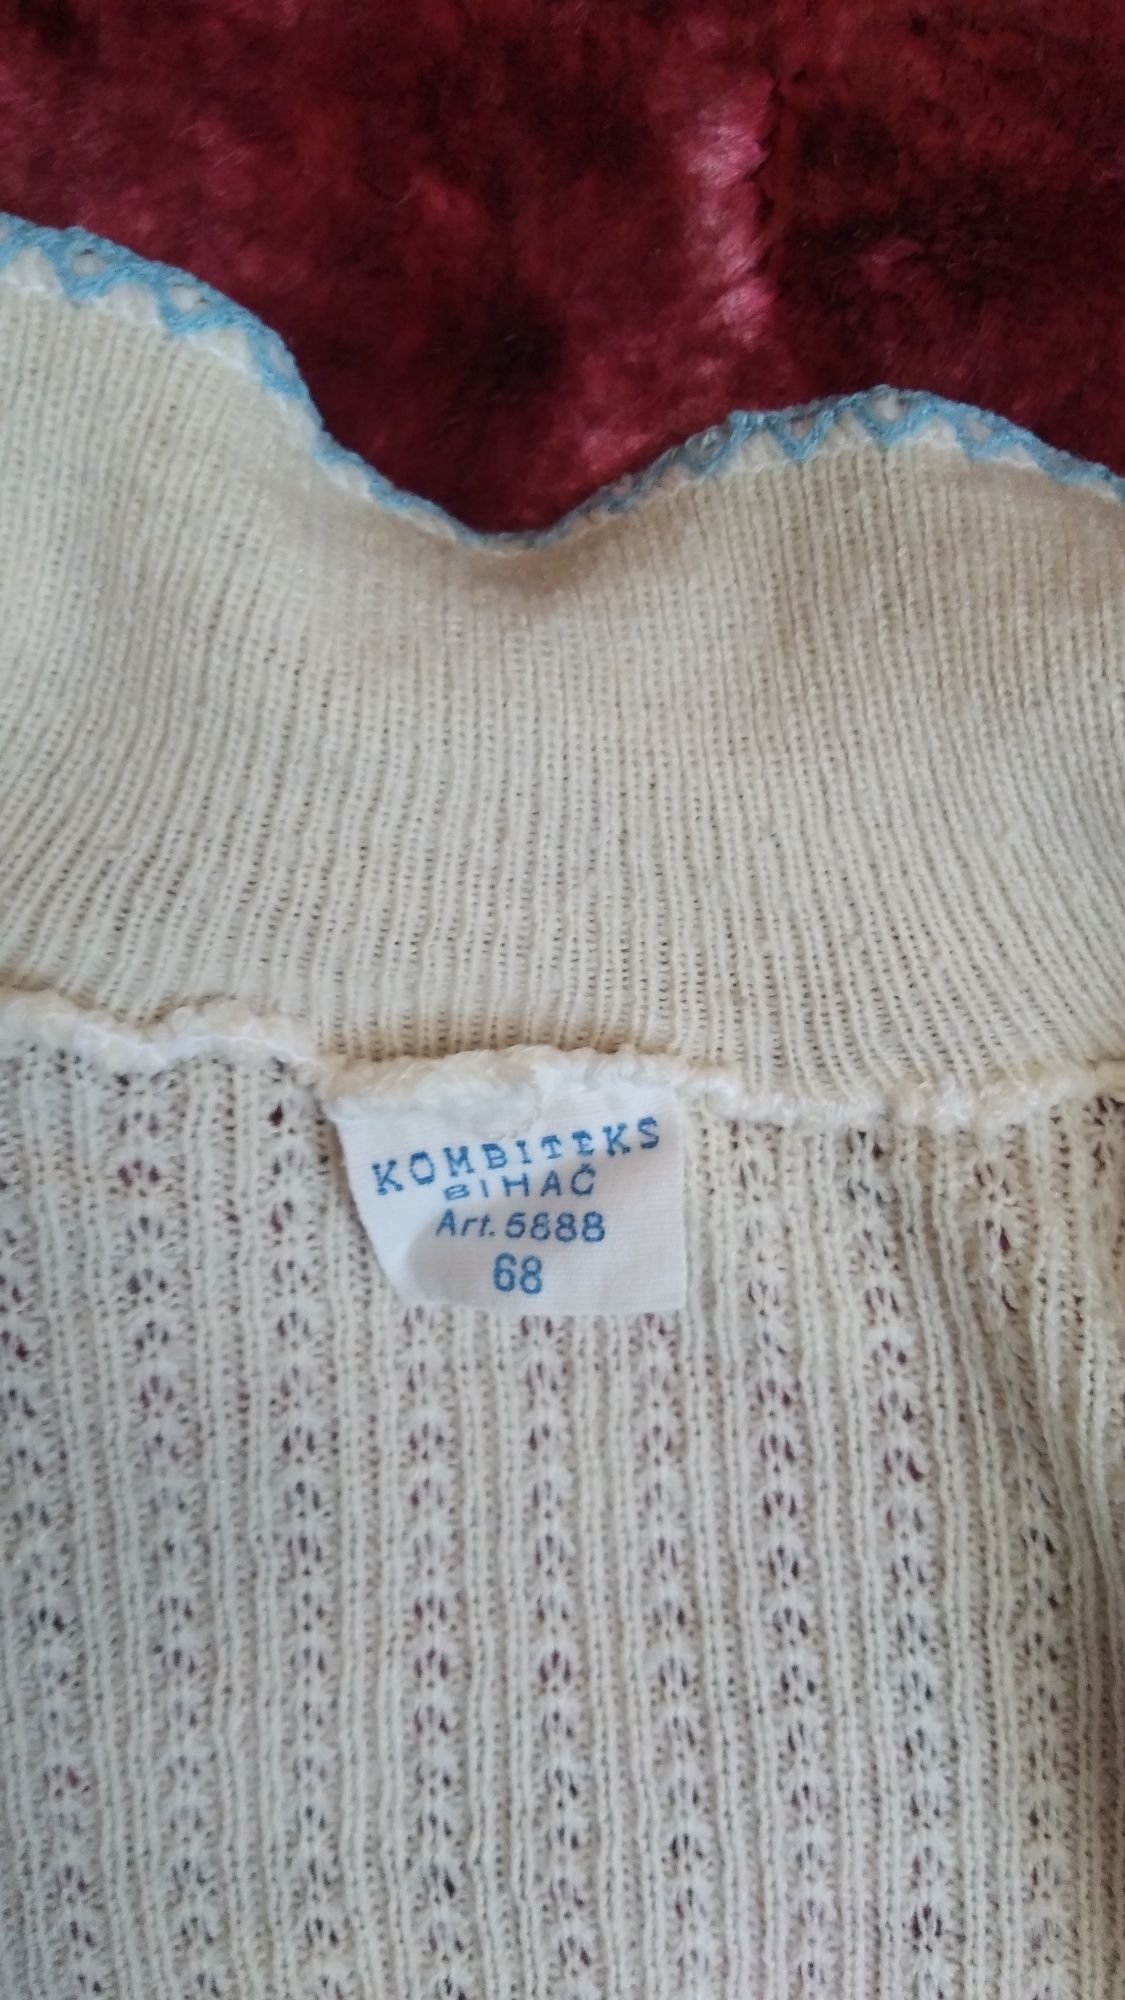 KOMBITEKS
BIHAĆ
Art. 5888
68